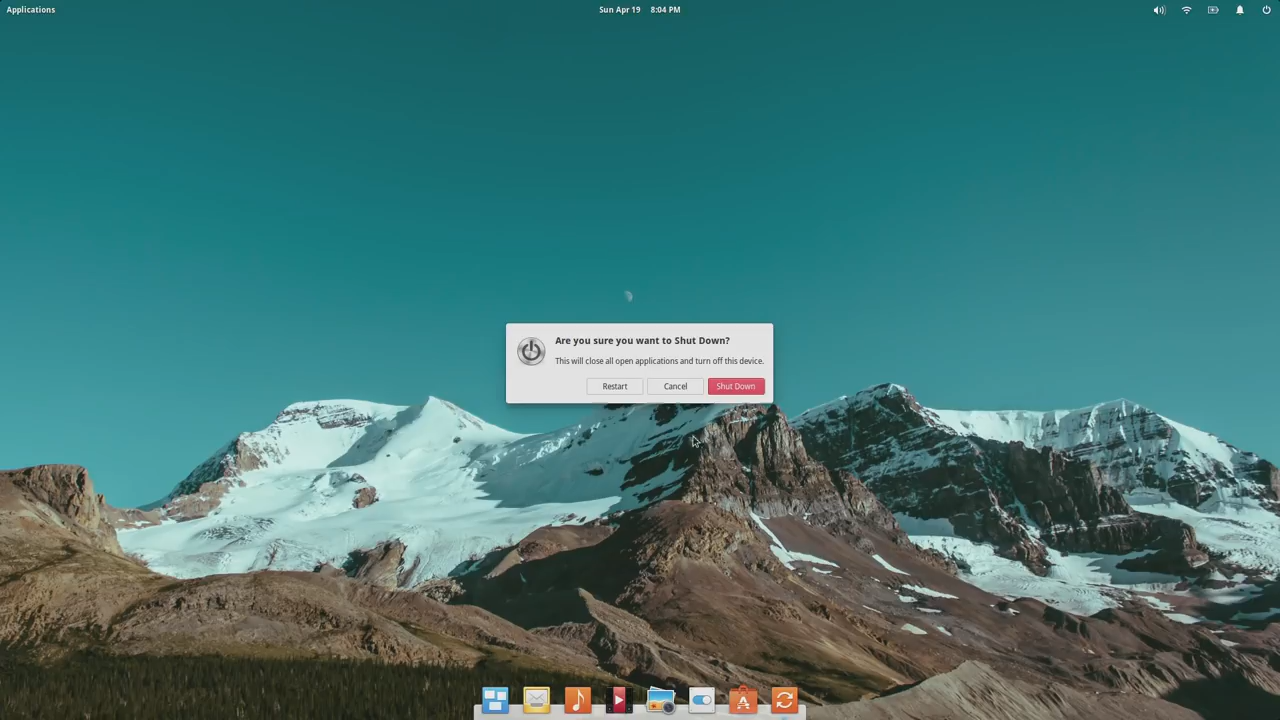 Applications
Sun Apr 19 8:04 PM
Are you sure you want to Shut Down?
This will close all open applications and turn off this device.
Restart Cancel Shut Down